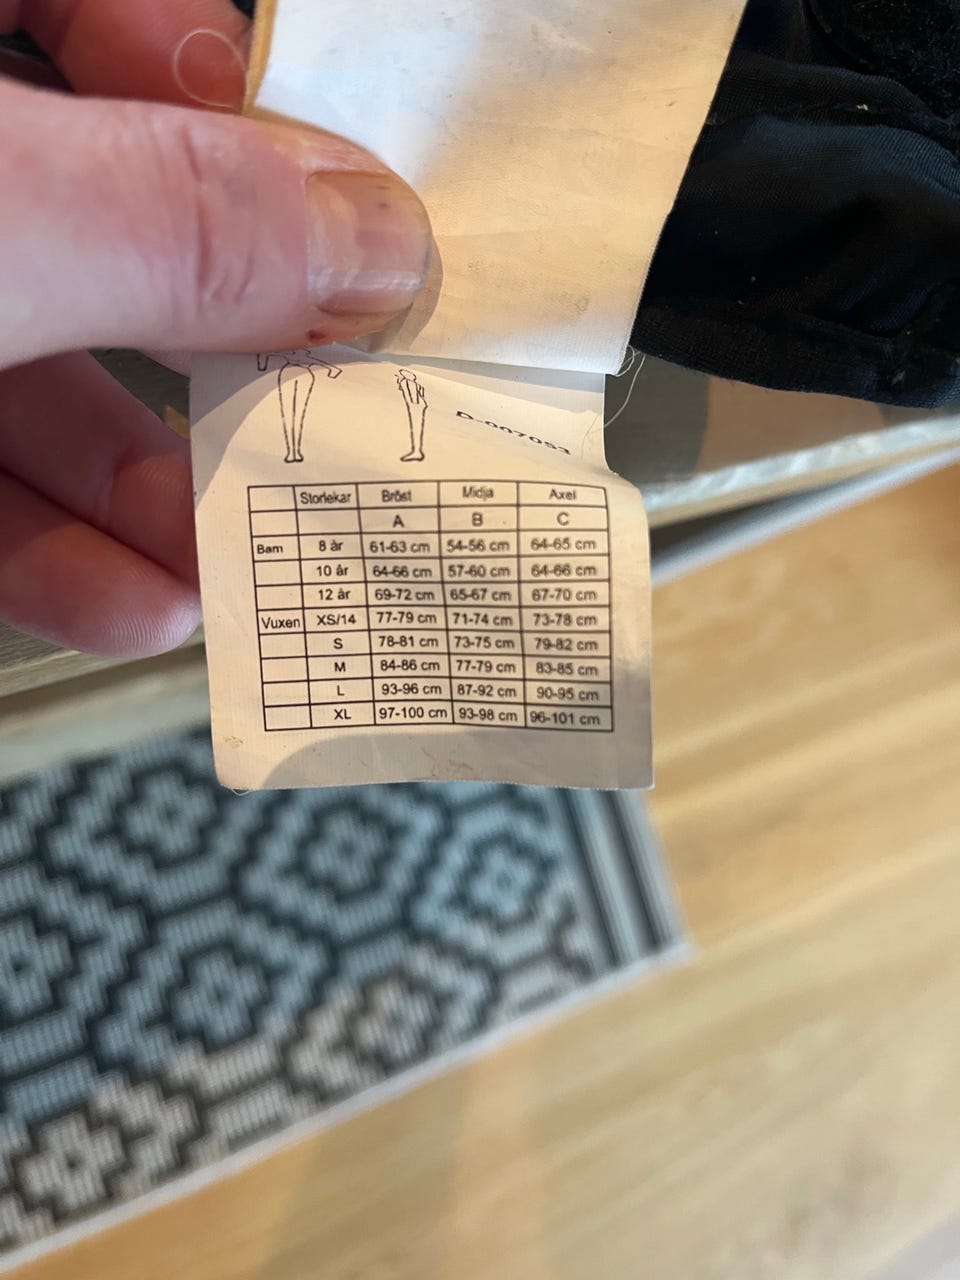 D-007053
Storlekar Bröst Midja Axel
A B C
Barn 8 år 61-63 cm 54-56 cm 64-65 cm
10 år 64-66 cm 57-60 cm 64-66 cm
12 år 69-72 cm 65-67 cm 67-70 cm
Vuxen XS/14 77-79 cm 71-74 cm 73-78 cm
S 78-81 cm 73-75 cm 79-82 cm
M 84-86 cm 77-79 cm 83-85 cm
L 93-96 cm 87-92 cm 90-95 cm
XL 97-100 cm 93-98 cm 96-101 cm